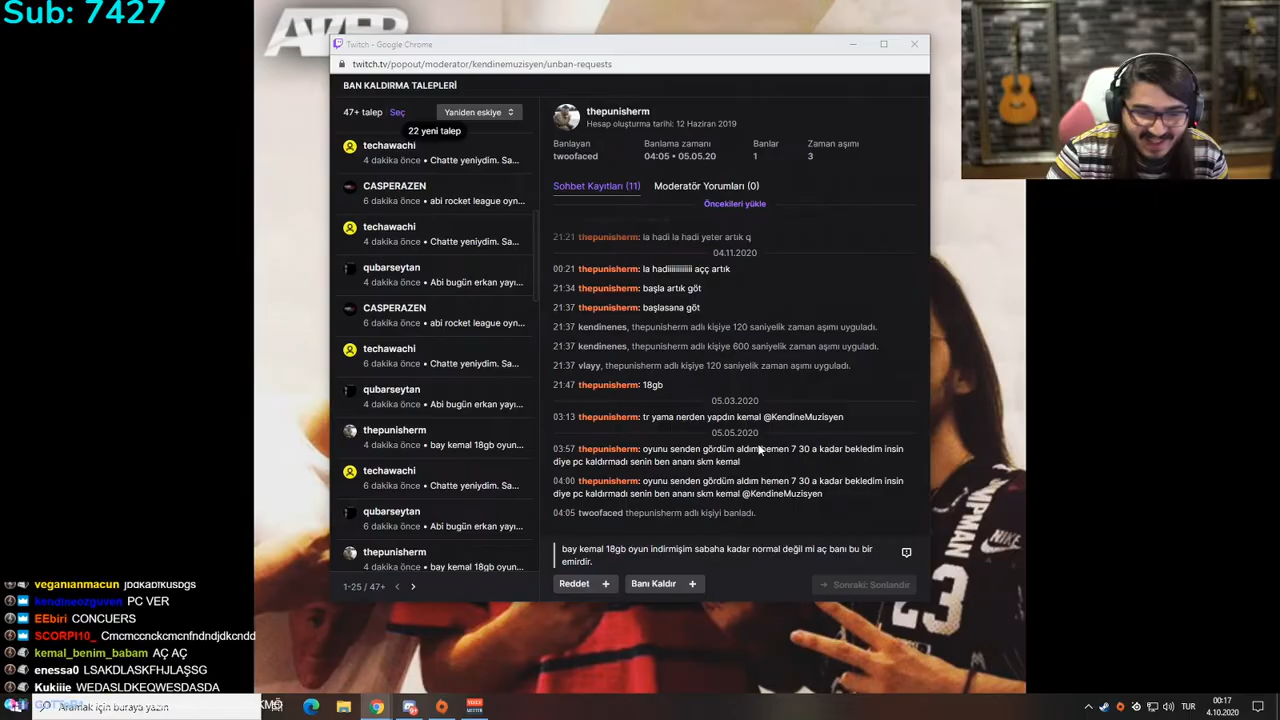 Sub: 7427
Twitch - Google Chrome
twitch.tv/popout/moderator/kendinemuzisyen/unban-requests
BAN KALDIRMA TALEPLERİ
47+ talep Seç Yaniden eskiye
22 yeni talep
techawachi
4 dakika önce • Chatte yeniydim. Sa...
CASPERAZEN
6 dakika önce • abi rocket league oyn...
techawachi
4 dakika önce • Chatte yeniydim. Sa...
qubarseytan
4 dakika önce • Abi bugün erkan yayı...
CASPERAZEN
6 dakika önce • abi rocket league oyn...
techawachi
6 dakika önce • Chatte yeniydim. Sa...
qubarseytan
4 dakika önce • Abi bugün erkan yayı...
thepunisherm
4 dakika önce • bay kemal 18gb oyun...
techawachi
4 dakika önce • Chatte yeniydim. Sa...
qubarseytan
6 dakika önce • Abi bugün erkan yayı...
thepunisherm
4 dakika önce • bay kemal 18gb oyun...
1-25 / 47+
thepunisherm
Hesap oluşturma tarihi: 12 Haziran 2019
Banlayan Banlama zamanı Banlar Zaman aşımı
twoofaced 04:05 • 05.05.20 1 3
Sohbet Kayıtları (11) Moderatör Yorumları (0)
Öncekileri yükle
21:21 thepunisherm: la hadi la hadi yeter artık q
04.11.2020
00:21 thepunisherm: la hadiiiiiiiiiiiii açç artık
21:34 thepunisherm: başla artık göt
21:37 thepunisherm: başlasana göt
21:37 kendinenes, thepunisherm adlı kişiye 120 saniyelik zaman aşımı uyguladı.
21:37 kendinenes, thepunisherm adlı kişiye 600 saniyelik zaman aşımı uyguladı.
21:37 vlayy, thepunisherm adlı kişiye 120 saniyelik zaman aşımı uyguladı.
21:47 thepunisherm: 18gb
05.03.2020
03:13 thepunisherm: tr yama nerden yapdın kemal @KendineMuzisyen
05.05.2020
03:57 thepunisherm: oyunu senden gördüm aldım hemen 7 30 a kadar bekledim insin
diye pc kaldırmadı senin ben ananı skm kemal
04:00 thepunisherm: oyunu senden gördüm aldım hemen 7 30 a kadar bekledim insin
diye pc kaldırmadı senin ben ananı skm kemal @KendineMuzisyen
04:05 twoofaced thepunisherm adlı kişiyi banladı.
bay kemal 18gb oyun indirmişim sabaha kadar normal değil mi aç banı bu bir
emirdir.
Reddet + Banı Kaldır + → Sonraki: Sonlandır
veganianmacun: jpdkadlkusbgs
kendineozguven: PC VER
EEbiri: CONCUERS
SCORPI10_: Cmcmccnckcmcnfndndjdkcndd
kemal_benim_babam: AÇ AÇ
enessa0: LSAKDLASKFHJLAŞSG
Kukiiie: WEDASLDKEQWESDASDA
Aramak için buraya yazın
TUR
00:17
4.10.2020
23